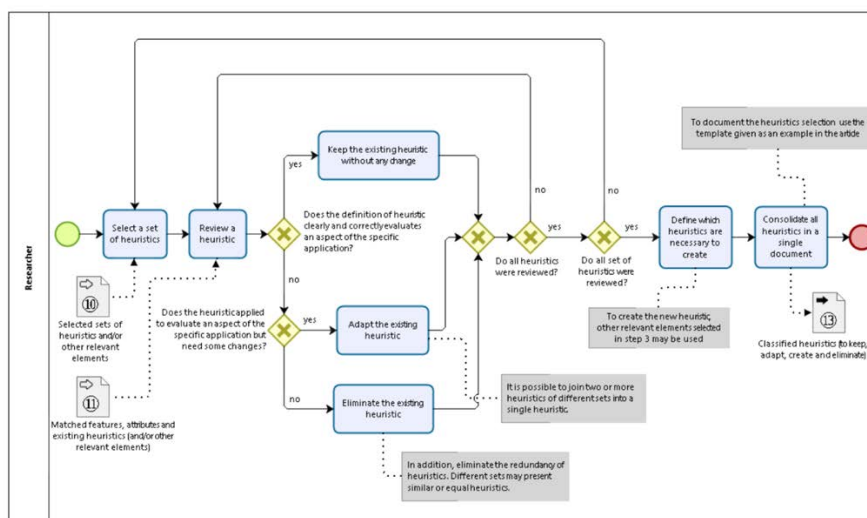 Researcher
To document the heuristics selection use the
template given as an example in the article
Keep the existing heuristic
without any change
yes
no
no
Select a set
of heuristics
Review a
heuristic
Does the definition of heuristic
clearly and correctly evaluates
an aspect of the specific
application?
Do all heuristics
were reviewed?
yes
Do all set of
heuristics were
reviewed?
yes
Define which
heuristics are
necessary to
create
Consolidate all
heuristics in a
single
document
no
10
Selected sets of
heuristics and/or
other relevant
elements
Does the heuristic applied
to evaluate an aspect of the
specific application but
need some changes?
yes
Adapt the existing
heuristic
To create the new heuristic,
other relevant elements selected
in step 3 may be used
13
Classified heuristics (to keep,
adapt, create and eliminate)
11
Matched features, attributes and
existing heuristics (and/or other
relevant elements)
no
Eliminate the existing
heuristic
It is possible to join two or more
heuristics of different sets into a
single heuristic.
In addition, eliminate the redundancy of
heuristics. Different sets may present
similar or equal heuristics.